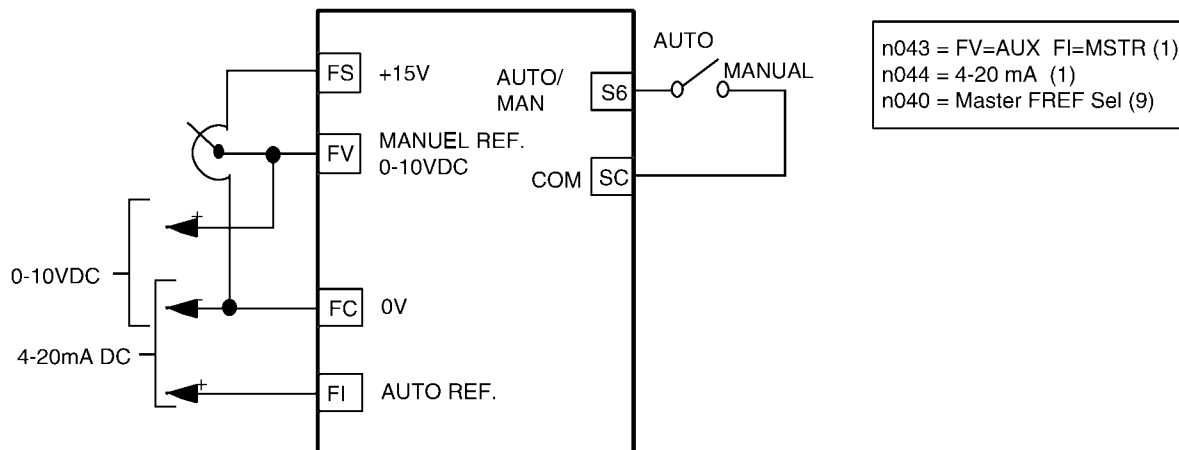 FS +15V
FV MANUEL REF.
0-10VDC
+
0-10VDC
-
FC 0V
4-20mA DC
+
FI AUTO REF.
AUTO/
MAN
S6
AUTO
MANUAL
COM SC
n043 = FV=AUX FI=MSTR (1)
n044 = 4-20 mA (1)
n040 = Master FREF Sel (9)